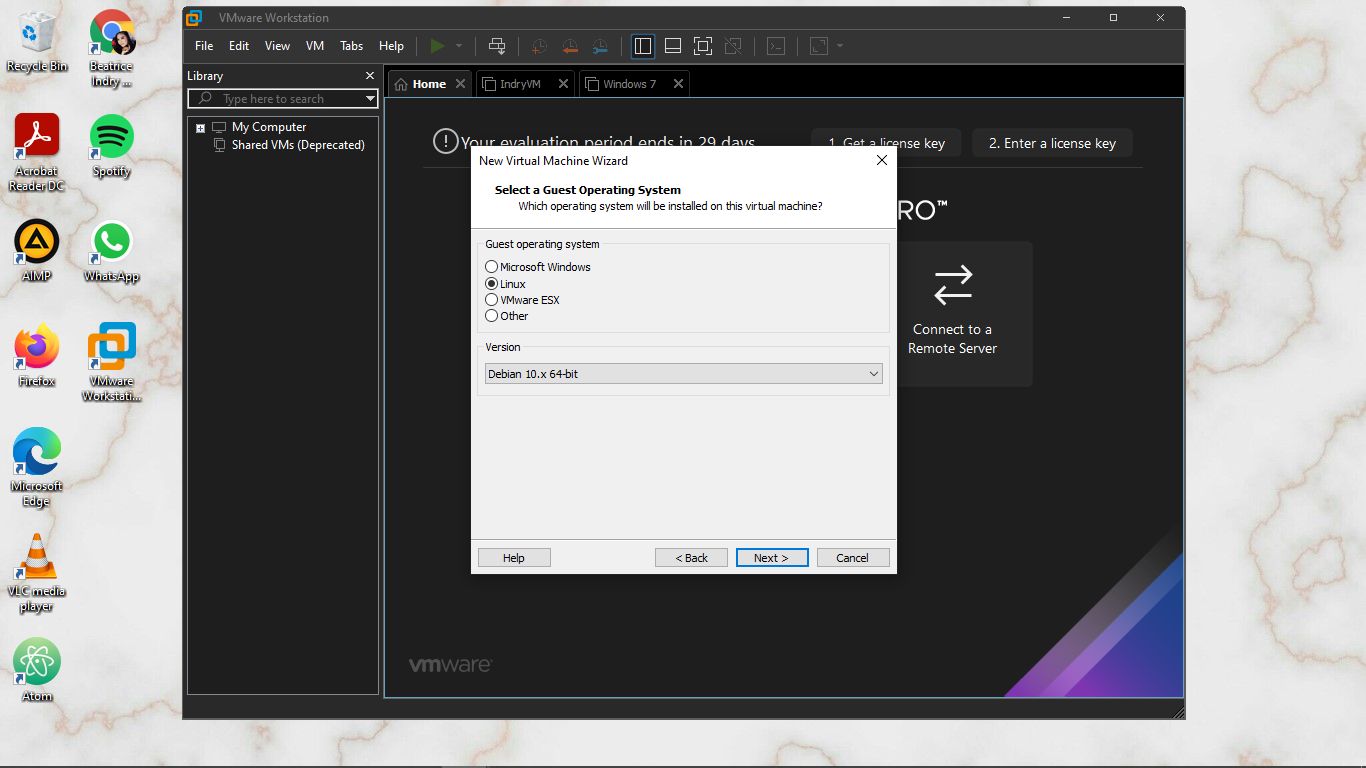 Recycle Bin
Beatrice
Indry ...
Acrobat
Reader DC
Spotify
AIMP
WhatsApp
Firefox
VMware
Workstati...
Microsoft
Edge
VLC media
player
Atom
VMware Workstation
File Edit View VM Tabs Help
Library
Type here to search
My Computer
Shared VMs (Deprecated)
Home
IndryVM
Windows 7
Your evaluation period ends in 29 days
1. Get a license key
2. Enter a license key
RO™
Connect to a
Remote Server
New Virtual Machine Wizard
Select a Guest Operating System
Which operating system will be installed on this virtual machine?
Guest operating system
Microsoft Windows
Linux
VMware ESX
Other
Version
Debian 10.x 64-bit
Help
< Back
Next >
Cancel
vmware®